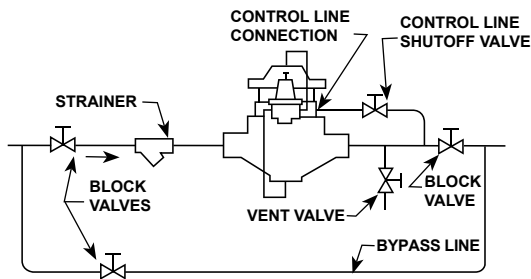 CONTROL LINE
CONNECTION
CONTROL LINE
SHUTOFF VALVE
STRAINER
BLOCK
VALVES
VENT VALVE
BLOCK
VALVE
BYPASS LINE